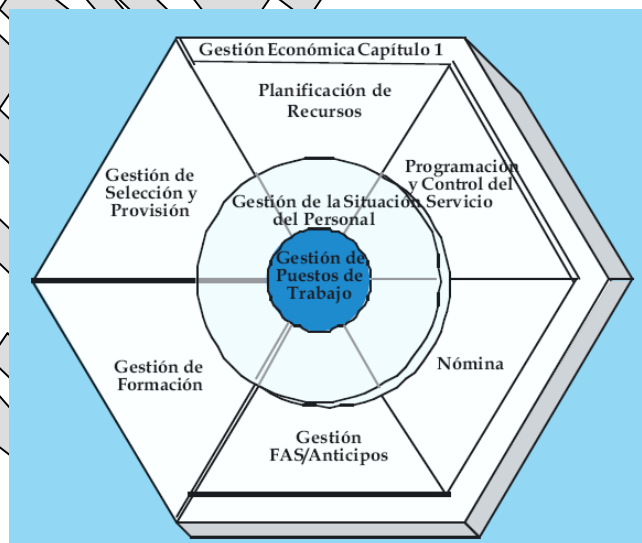 Gestión Económica Capítulo 1
Planificación de
Recursos
Gestión de
Selección y
Provisión
Programación
y Control del
Servicio
Gestión de la Situación
del Personal
Gestión de
Puestos de
Trabajo
Gestión de
Formación
Nómina
Gestión
FAS/Anticipos